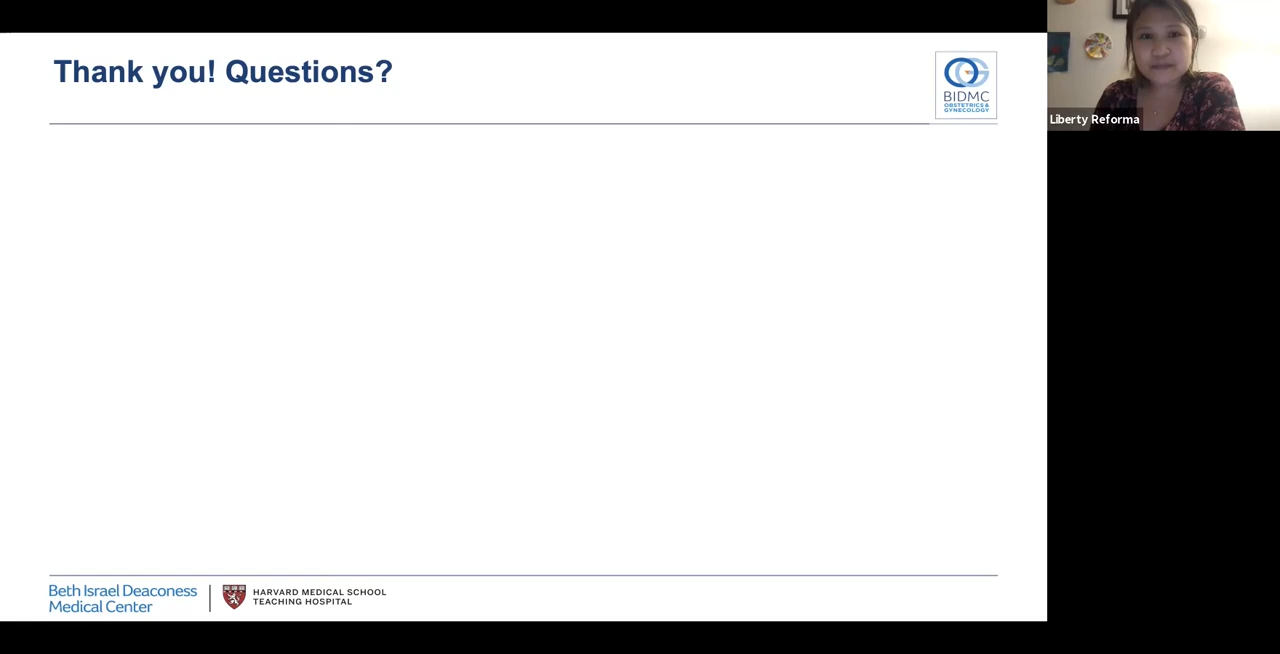 Thank you! Questions?
BIDMC
OBSTETRICS &
GYNECOLOGY
Liberty Reforma
Beth Israel Deaconess
Medical Center
HARVARD MEDICAL SCHOOL
TEACHING HOSPITAL